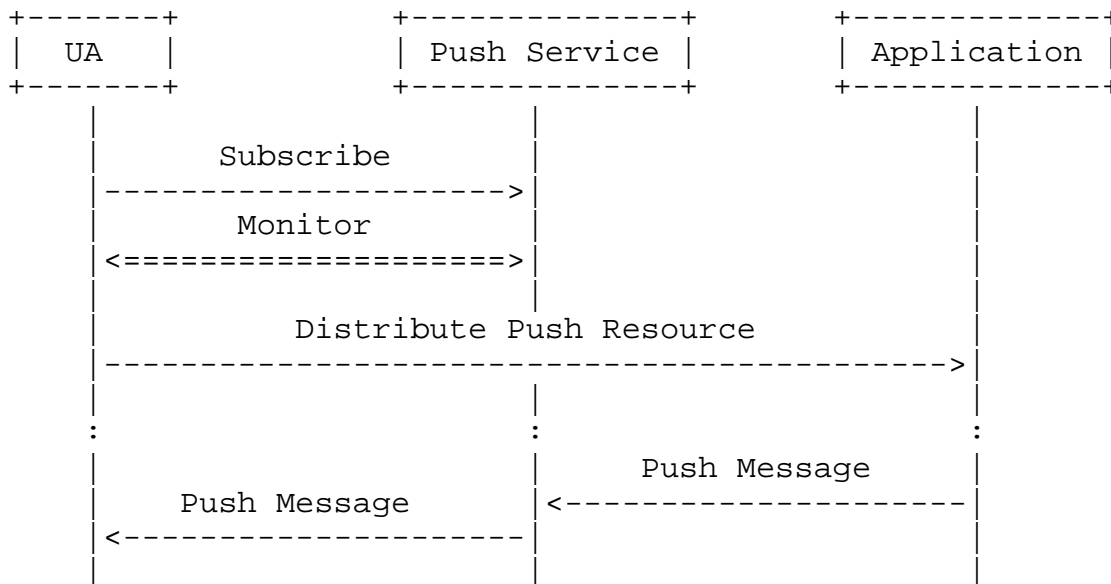 UA Push Service Application
Subscribe
Monitor
Distribute Push Resource
Push Message
Push Message